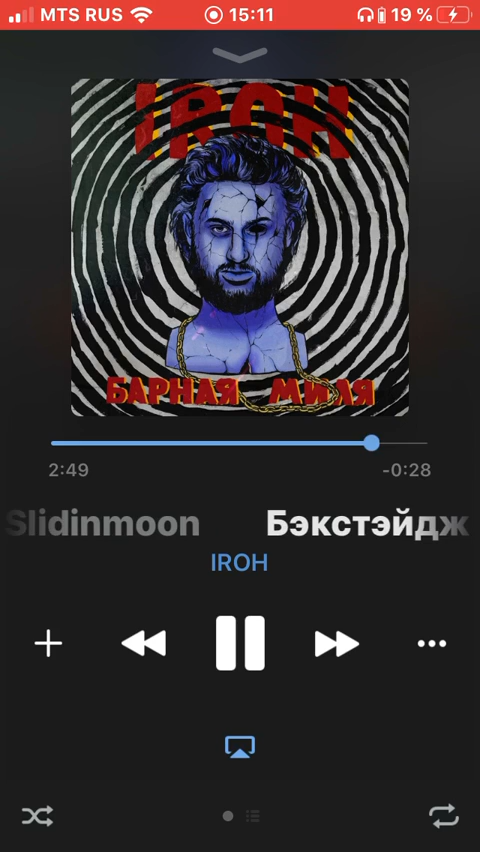 MTS RUS 15:11 19 %
IROH
БАРНАЯ МИЛЯ
2:49 -0:28
Slidinmoon Бэкстэйдж
IROH